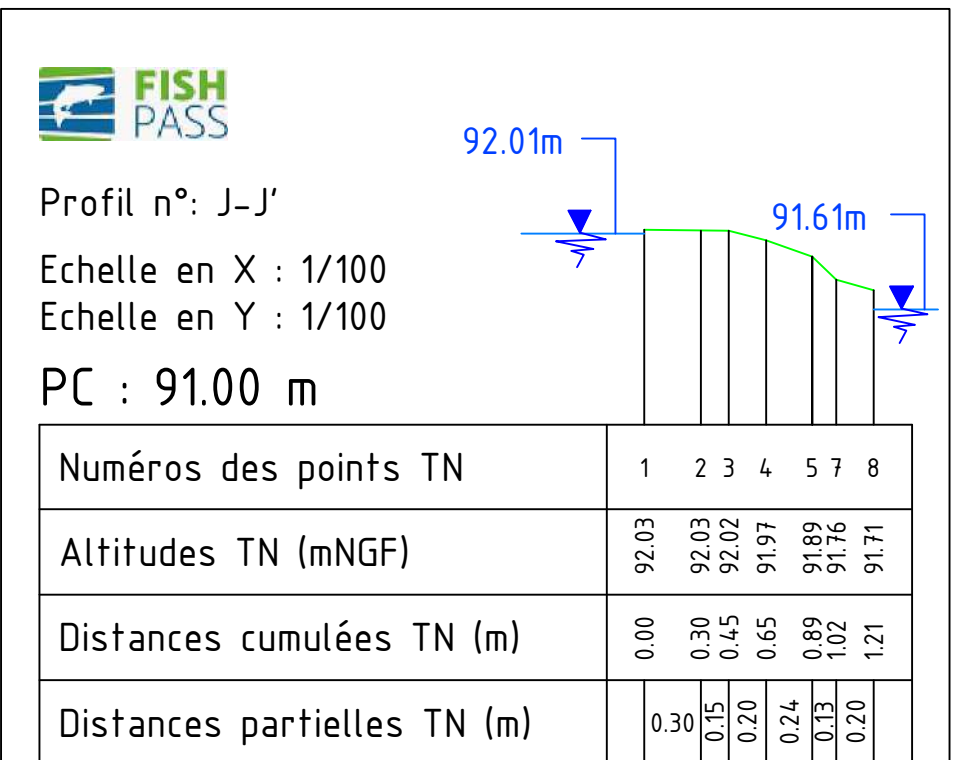 FISH
PASS
92.01m
Profil n°: J-J'
91.61m
Echelle en X : 1/100
Echelle en Y : 1/100
PC : 91.00 m
Numéros des points TN 1 2 3 4 5 7 8
Altitudes TN (mNGF) 92.03 92.03 92.02 91.97 91.89 91.76 91.71
Distances cumulées TN (m) 0.00 0.30 0.45 0.65 0.89 1.02 1.21
Distances partielles TN (m) 0.30 0.15 0.20 0.24 0.13 0.20